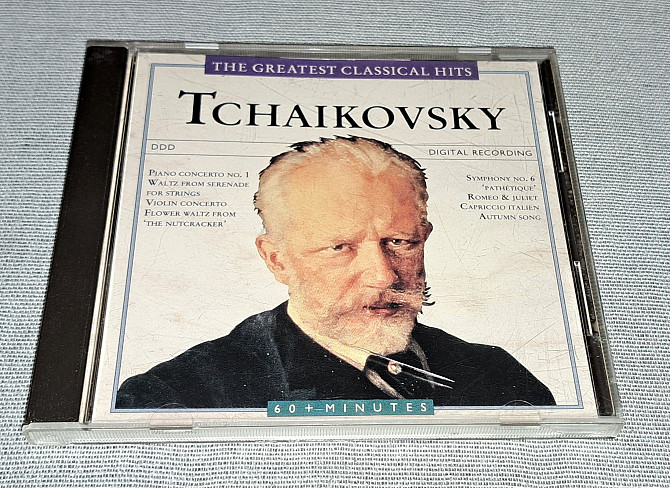 THE GREATEST CLASSICAL HITS
TCHAIKOVSKY
DDD
DIGITAL RECORDING
PIANO CONCERTO NO. 1
WALTZ FROM SERENADE
FOR STRINGS
VIOLIN CONCERTO
FLOWER WALTZ FROM
'THE NUTCRACKER'
SYMPHONY NO. 6
'PATHÉTIQUE'
ROMEO & JULIET
CAPRICCIO ITALIEN
AUTUMN SONG
60+ MINUTES